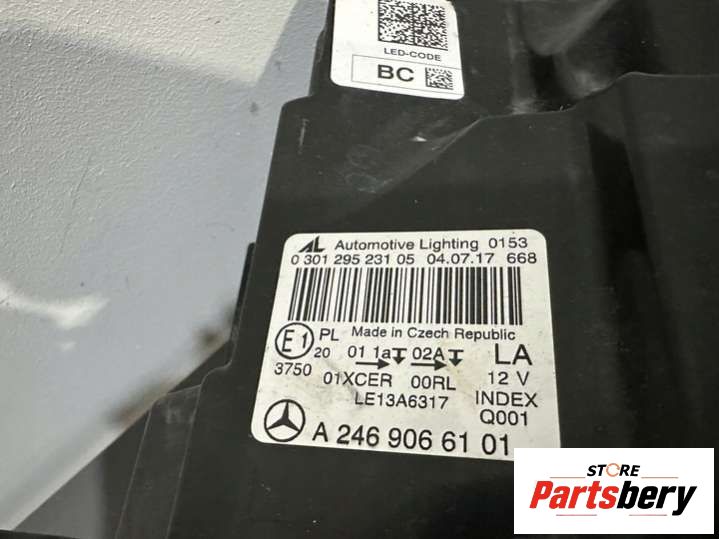 LED-CODE
BC
AL Automotive Lighting 0153
0 301 295 231 05 04.07.17 668
Made in Czech Republic
E1 PL
20 01 1a 02A LA
3750 01XCER 00RL 12 V
LE13A6317 INDEX
Q001
A 246 906 61 01
STORE
Partsbery